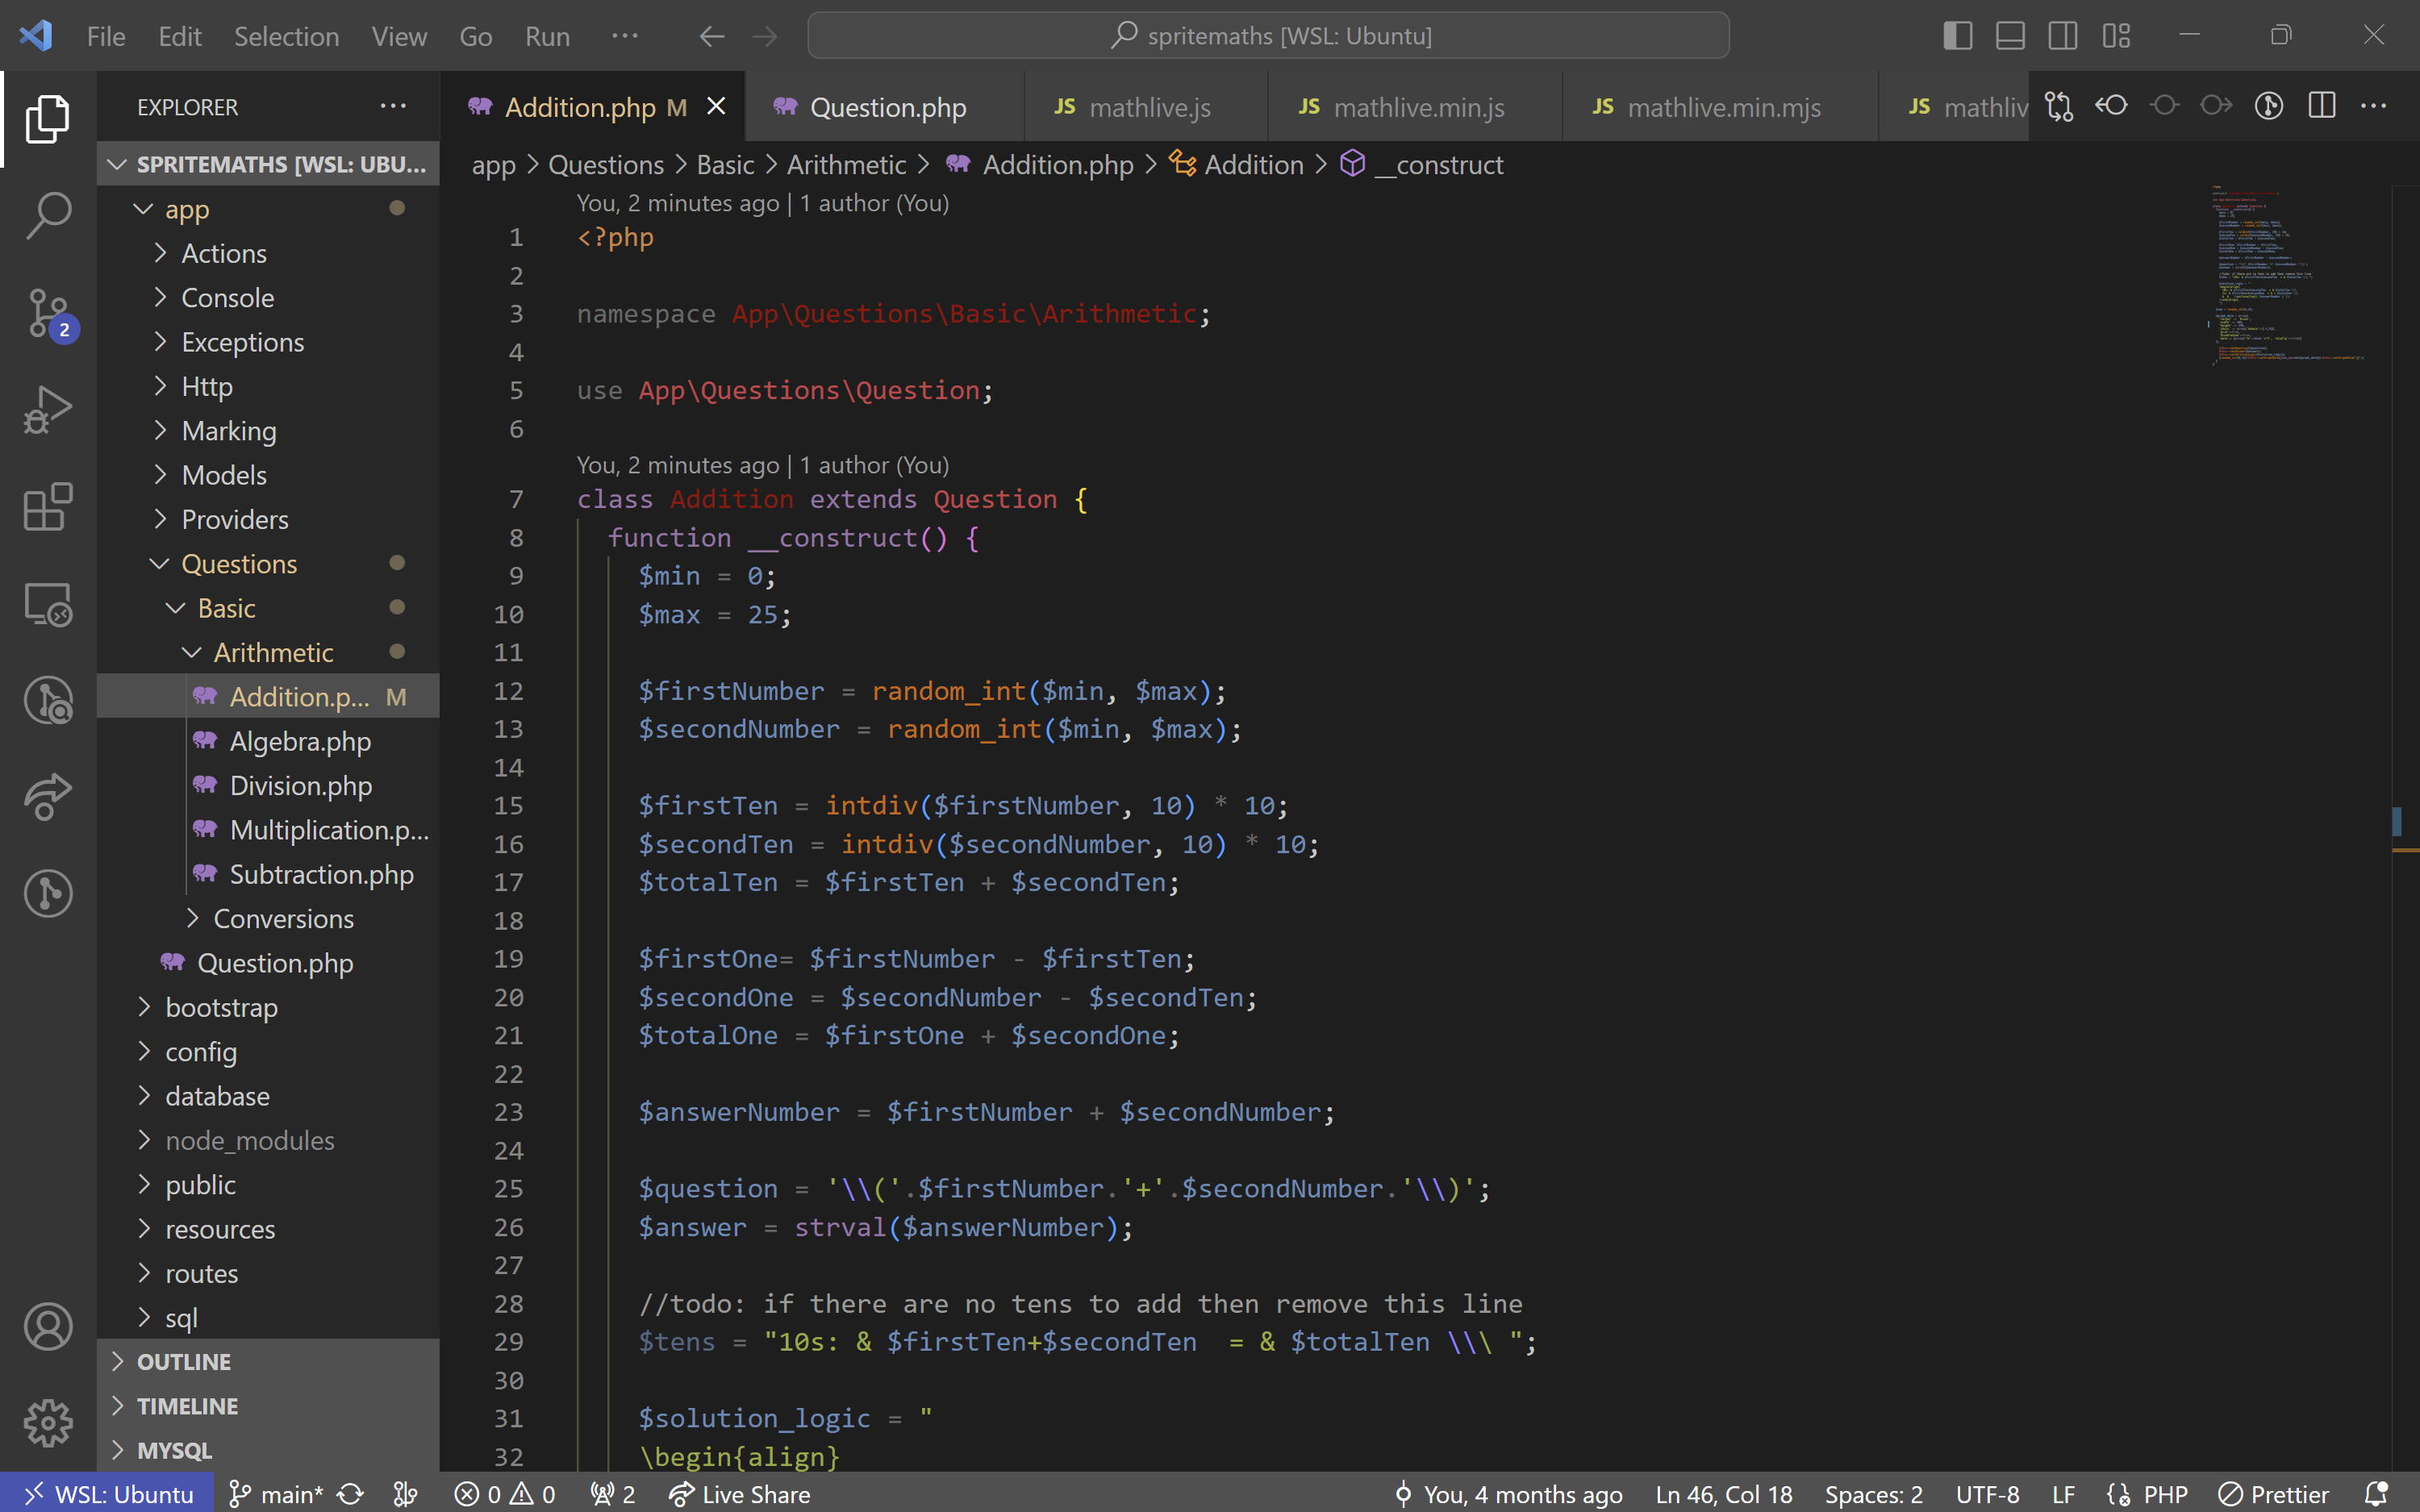 File Edit Selection View Go Run ··· spritemaths [WSL: Ubuntu]
EXPLORER ···
SPRITEMATHS [WSL: UBU...
app
Actions
Console
Exceptions
Http
Marking
Models
Providers
Questions
Basic
Arithmetic
Addition.p... M
Algebra.php
Division.php
Multiplication.p...
Subtraction.php
Conversions
Question.php
bootstrap
config
database
node_modules
public
resources
routes
sql
OUTLINE
TIMELINE
MYSQL
2
Addition.php M JS mathlive.js
Question.php
JS mathlive.min.js
JS mathlive.min.mjs
JS mathliv
app > Questions > Basic > Arithmetic > Addition.php > Addition > __construct
You, 2 minutes ago | 1 author (You)
1 <?php
2
3 namespace App\Questions\Basic\Arithmetic;
4
5 use App\Questions\Question;
6
You, 2 minutes ago | 1 author (You)
7 class Addition extends Question {
8 function __construct() {
9 $min = 0;
10 $max = 25;
11
12 $firstNumber = random_int($min, $max);
13 $secondNumber = random_int($min, $max);
14
15 $firstTen = intdiv($firstNumber, 10) * 10;
16 $secondTen = intdiv($secondNumber, 10) * 10;
17 $totalTen = $firstTen + $secondTen;
18
19 $firstOne= $firstNumber - $firstTen;
20 $secondOne = $secondNumber - $secondTen;
21 $totalOne = $firstOne + $secondOne;
22
23 $answerNumber = $firstNumber + $secondNumber;
24
25 $question = '\\('.$firstNumber.'+'.$secondNumber.'\\)';
26 $answer = strval($answerNumber);
27
28 //todo: if there are no tens to add then remove this line
29 $tens = "10s: & $firstTen+$secondTen  = & $totalTen \\\ ";
30
31 $solution_logic = "
32 \begin{align}
WSL: Ubuntu main* 0 0 2 Live Share You, 4 months ago Ln 46, Col 18 Spaces: 2 UTF-8 LF PHP Prettier